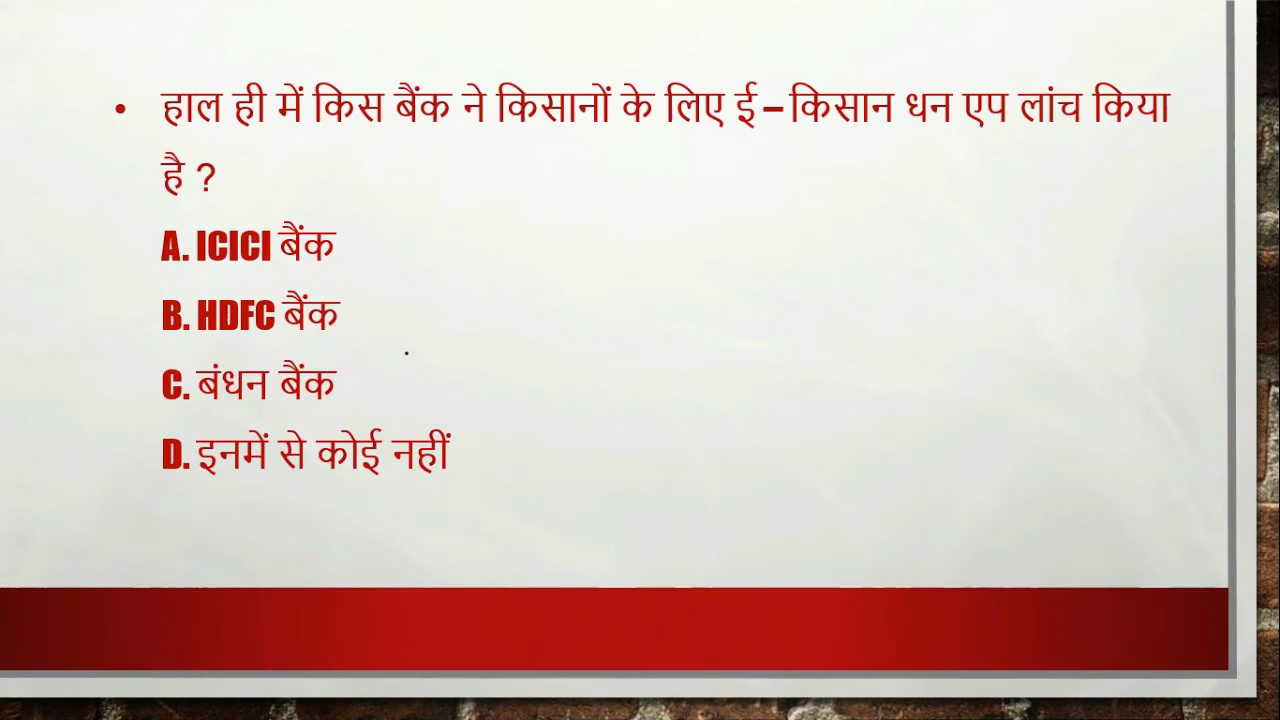 • हाल ही में किस बैंक ने किसानों के लिए ई – किसान धन एप लांच किया
है ?
A. ICICI बैंक
B. HDFC बैंक
C. बंधन बैंक
D. इनमें से कोई नहीं